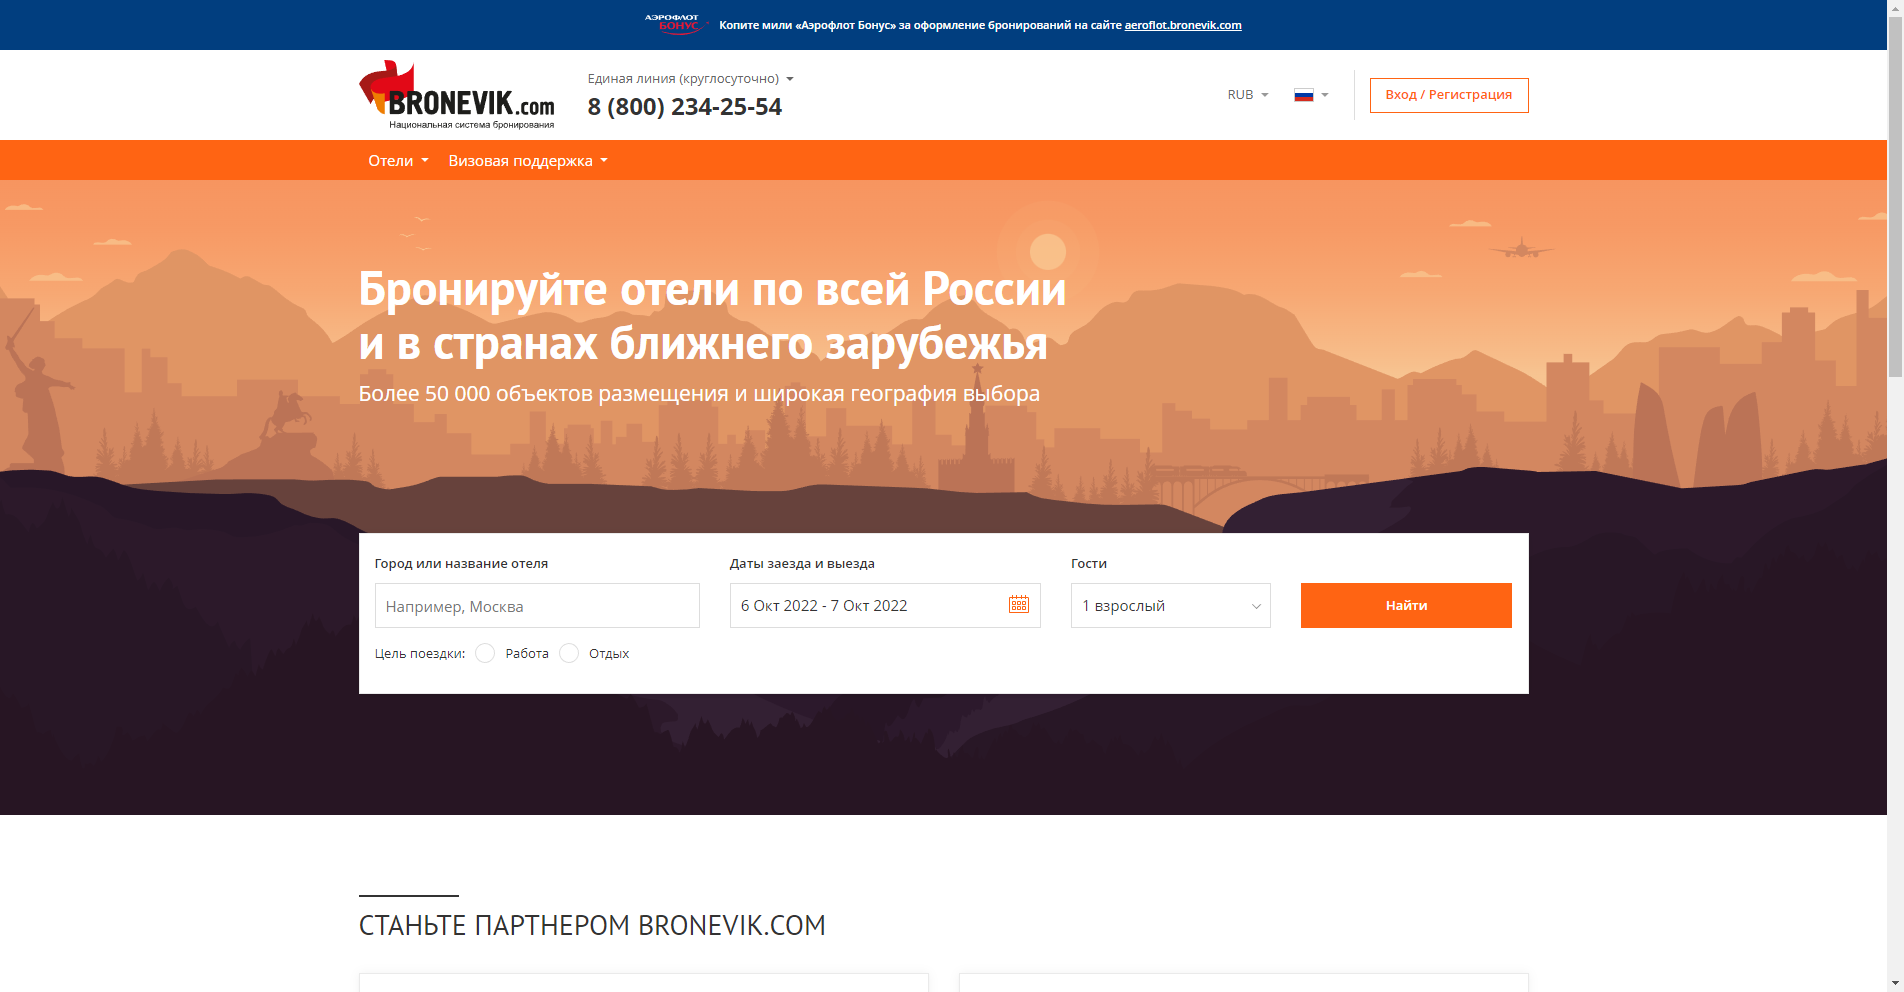 АЭРОФЛОТ
БОНУС
Копите мили «Аэрофлот Бонус» за оформление бронирований на сайте aeroflot.bronevik.com
BRONEVIK.com
Национальная система бронирования
Единая линия (круглосуточно)
8 (800) 234-25-54
RUB
Вход / Регистрация
Отели
Визовая поддержка
Бронируйте отели по всей России
и в странах ближнего зарубежья
Более 50 000 объектов размещения и широкая география выбора
Город или название отеля
Даты заезда и выезда
Гости
Например, Москва
6 Окт 2022 - 7 Окт 2022
1 взрослый
Найти
Цель поездки:
Работа
Отдых
СТАНЬТЕ ПАРТНЕРОМ BRONEVIK.COM